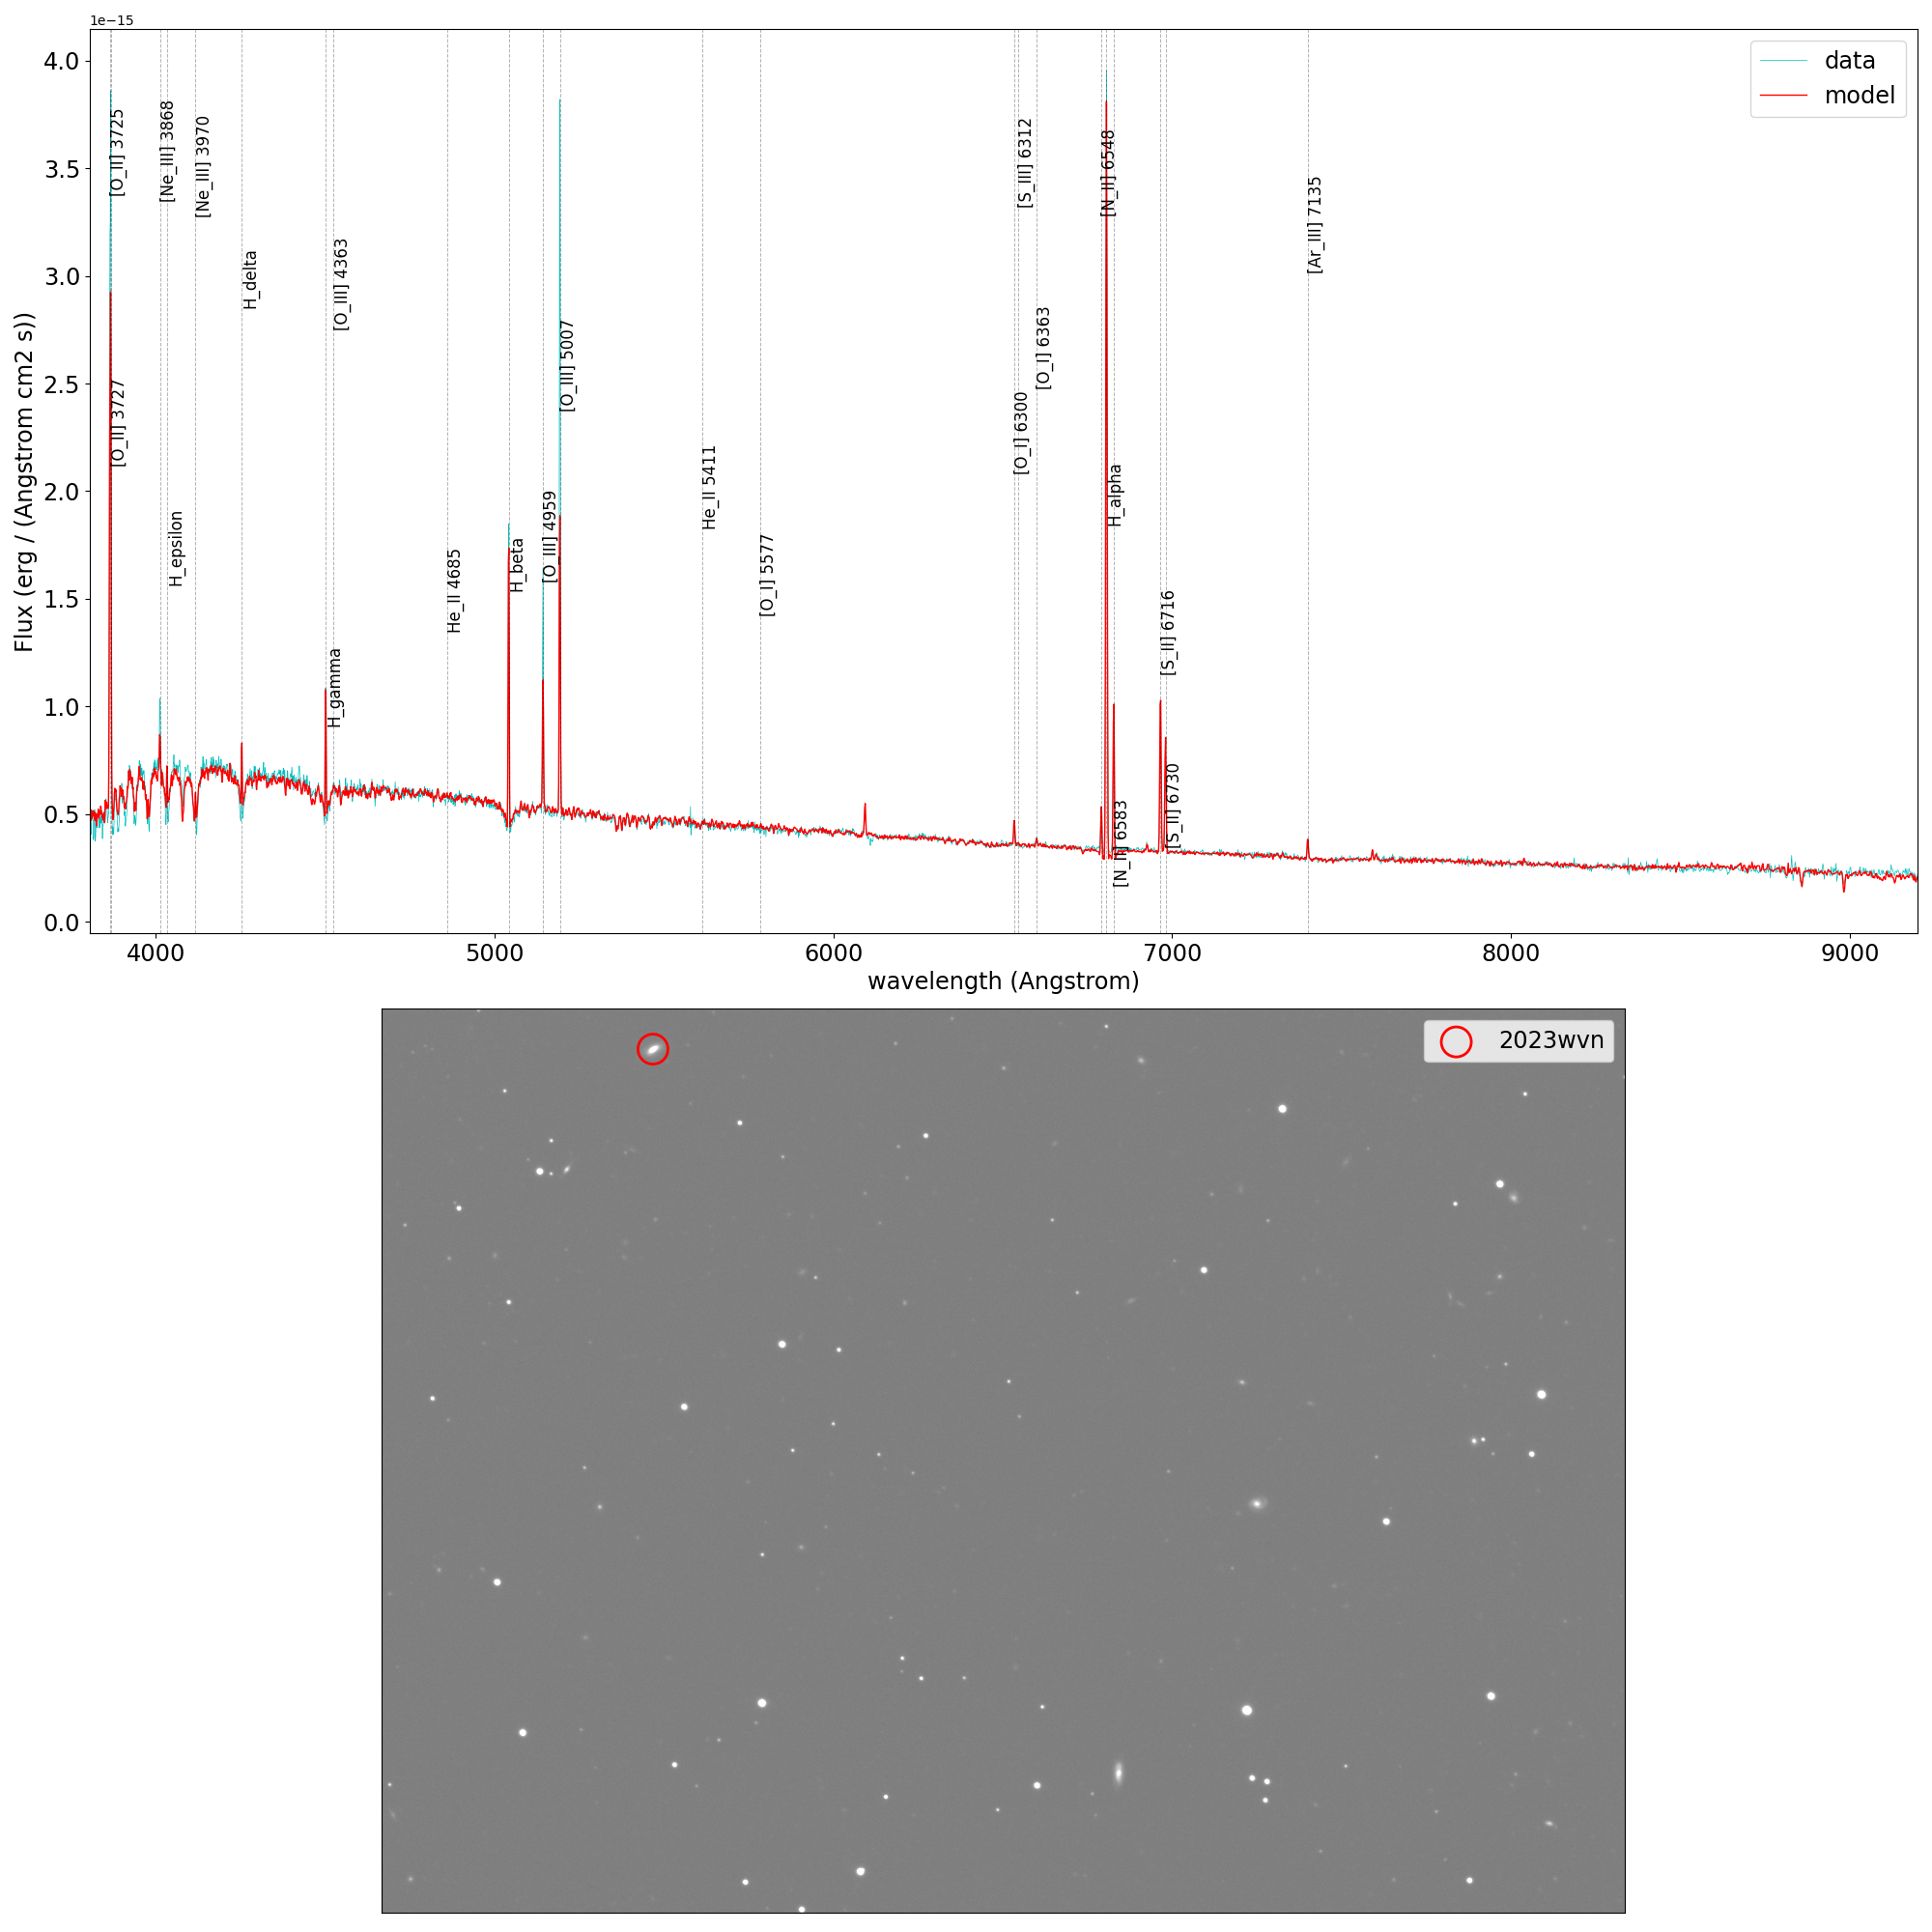 1e−15
4.0
3.5
3.0
2.5
2.0
1.5
1.0
0.5
0.0
Flux (erg / (Angstrom cm2 s))
[O_II] 3725
[O_II] 3727
[Ne_III] 3868
H_epsilon
[Ne_III] 3970
H_delta
H_gamma
[O_III] 4363
He_II 4685
H_beta
[O_III] 4959
[O_III] 5007
He_II 5411
[O_I] 5577
[O_I] 6300
[S_III] 6312
[O_I] 6363
[N_II] 6548
H_alpha
[N_II] 6583
[S_II] 6716
[S_II] 6730
[Ar_III] 7135
data
model
4000
5000
6000
7000
8000
9000
wavelength (Angstrom)
2023wvn